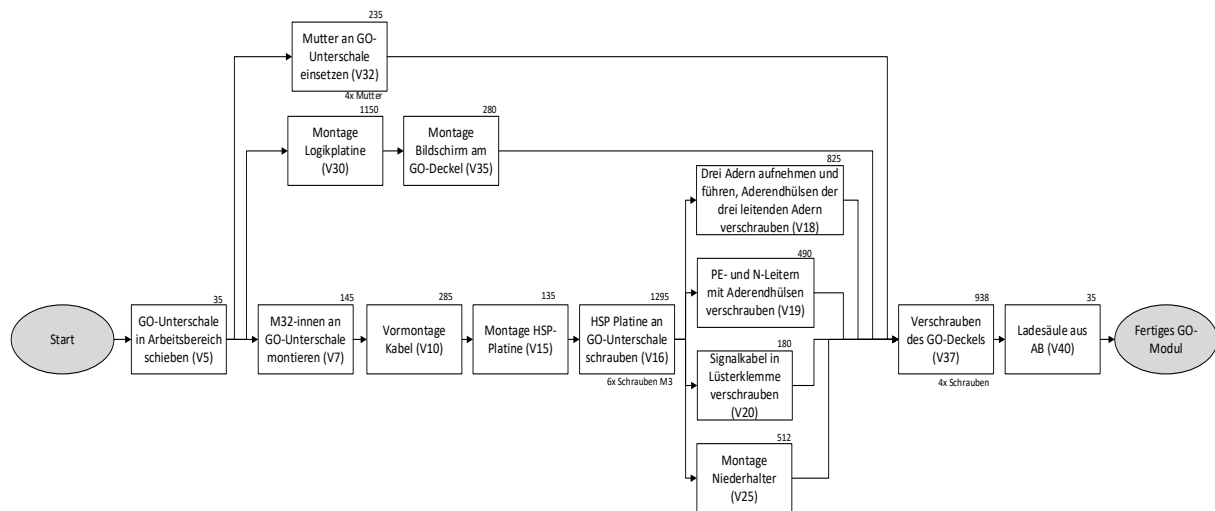 235
Mutter an GO-
Unterschale
einsetzen (V32)
4x Mutter
1150
Montage
Logikplatine
(V30)
280
Montage
Bildschirm am
GO-Deckel (V35)
825
Drei Adern aufnehmen und
führen, Aderendhülsen der
drei leitenden Adern
verschrauben (V18)
490
PE- und N-Leitern
mit Aderendhülsen
verschrauben (V19)
Start
35
GO-Unterschale
in Arbeitsbereich
schieben (V5)
145
M32-innen an
GO-Unterschale
montieren (V7)
285
Vormontage
Kabel (V10)
135
Montage HSP-
Platine (V15)
1295
HSP Platine an
GO-Unterschale
schrauben (V16)
6x Schrauben M3
180
Signalkabel in
Lüsterklemme
verschrauben
(V20)
512
Montage
Niederhalter
(V25)
938
Verschrauben
des GO-Deckels
(V37)
4x Schrauben
35
Ladesäule aus
AB (V40)
Fertiges GO-
Modul